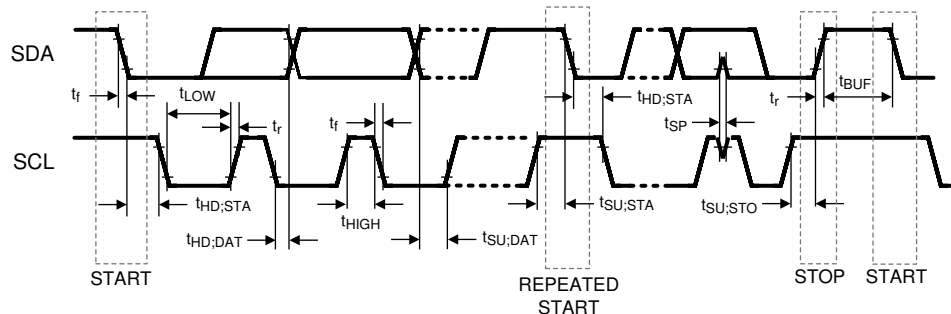 SDA
t_f
t_LOW
t_r
t_f
t_HD;STA
t_SP
t_r
t_BUF
SCL
t_HD;STA
t_HD;DAT
t_HIGH
t_SU;DAT
t_SU;STA
t_SU;STO
START
REPEATED
START
STOP
START